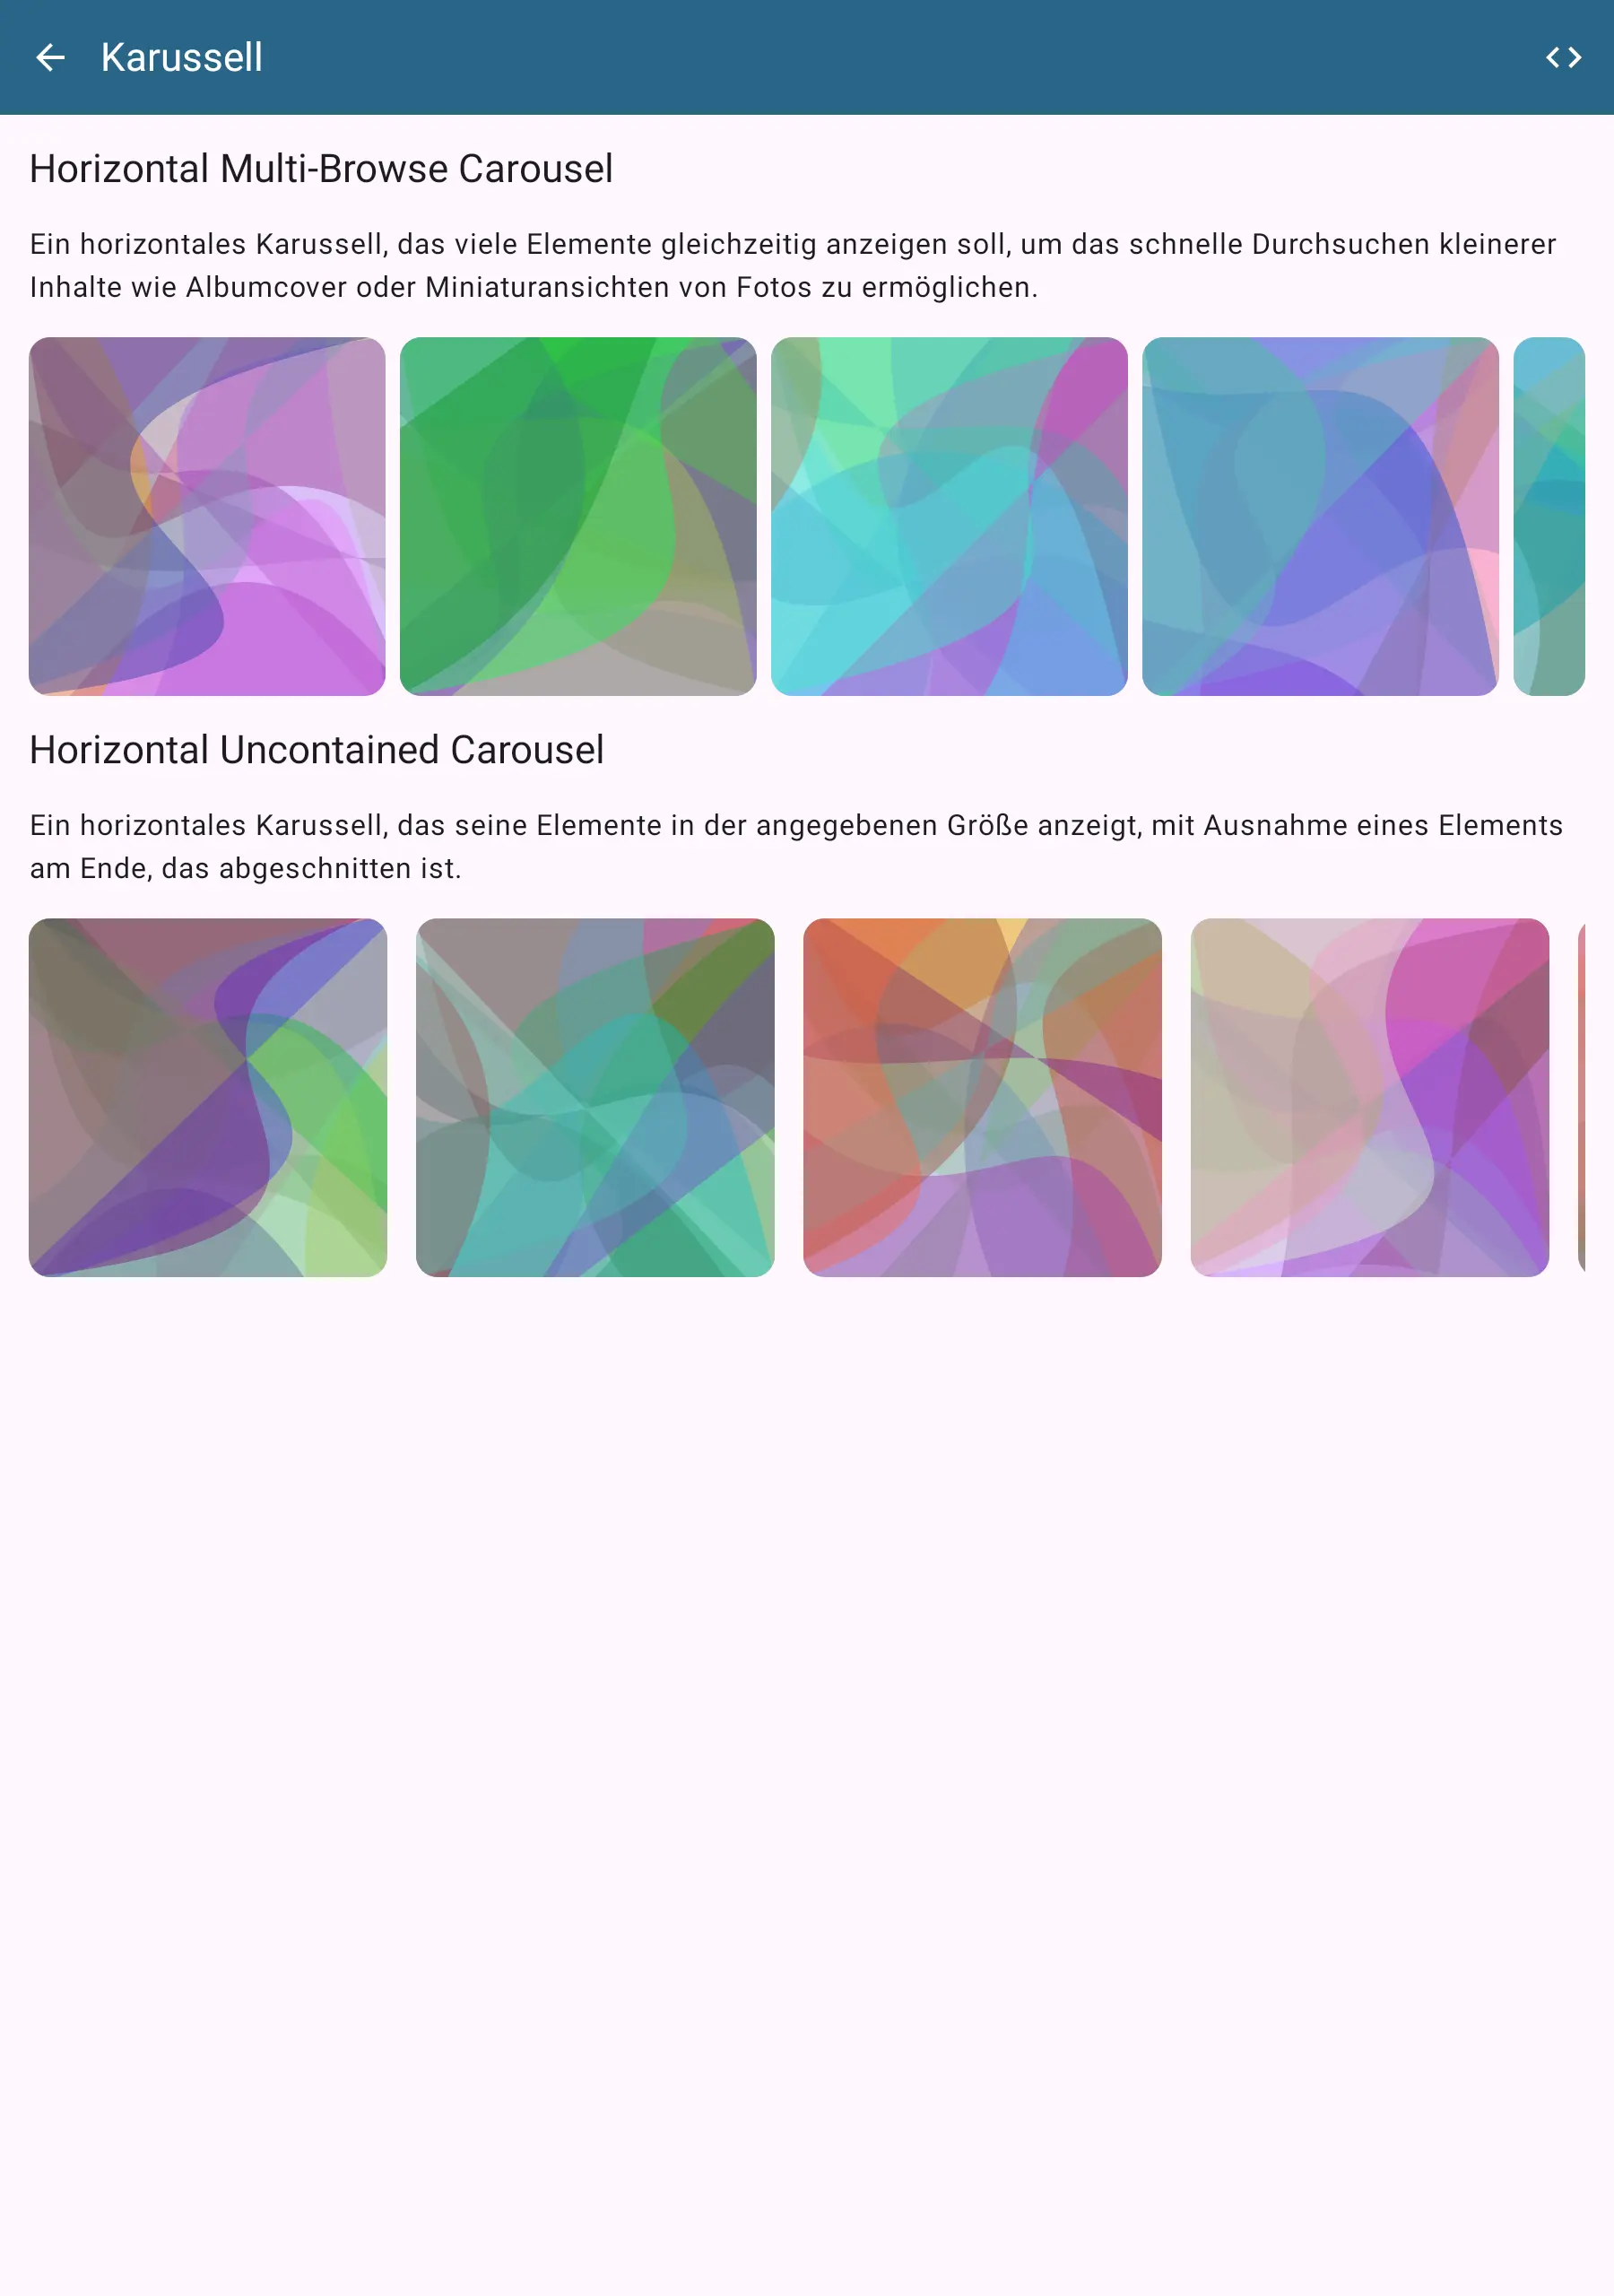 Karussell
Horizontal Multi-Browse Carousel
Ein horizontales Karussell, das viele Elemente gleichzeitig anzeigen soll, um das schnelle Durchsuchen kleinerer
Inhalte wie Albumcover oder Miniaturansichten von Fotos zu ermöglichen.
Horizontal Uncontained Carousel
Ein horizontales Karussell, das seine Elemente in der angegebenen Größe anzeigt, mit Ausnahme eines Elements
am Ende, das abgeschnitten ist.